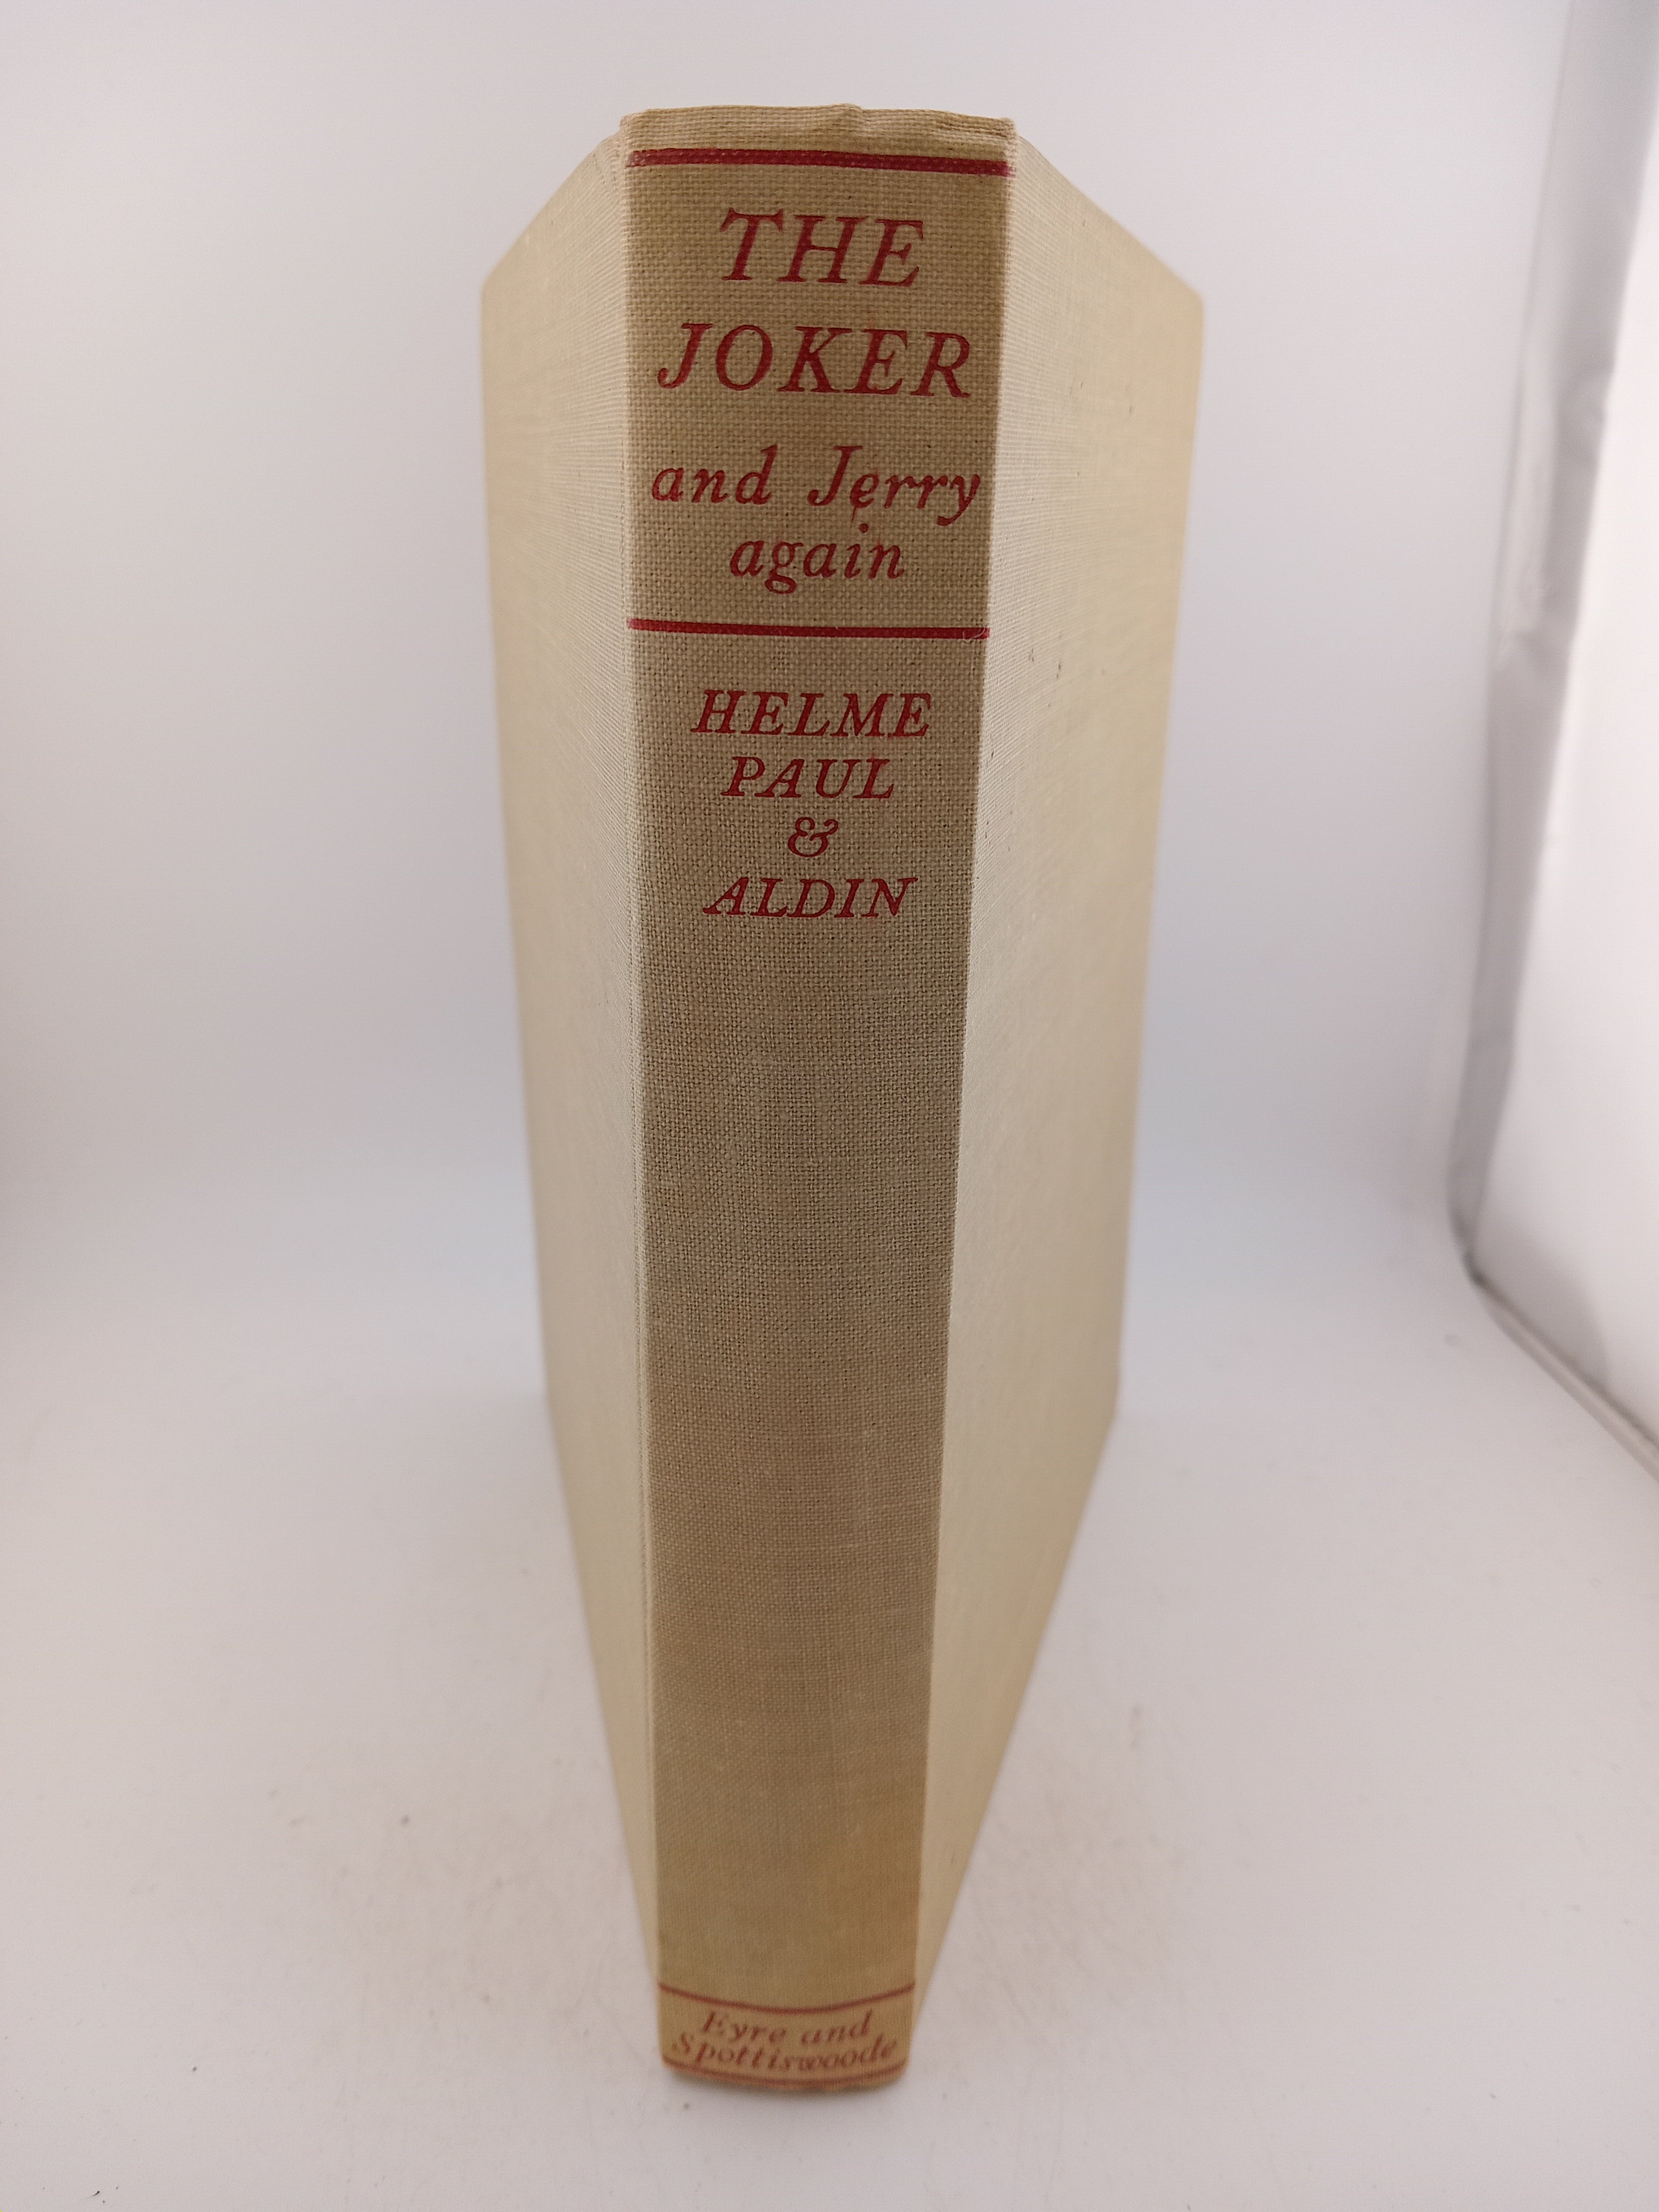 THE
JOKER
and Jerry
again
HELME
PAUL
&
ALDIN
Eyre and
Spottiswoode